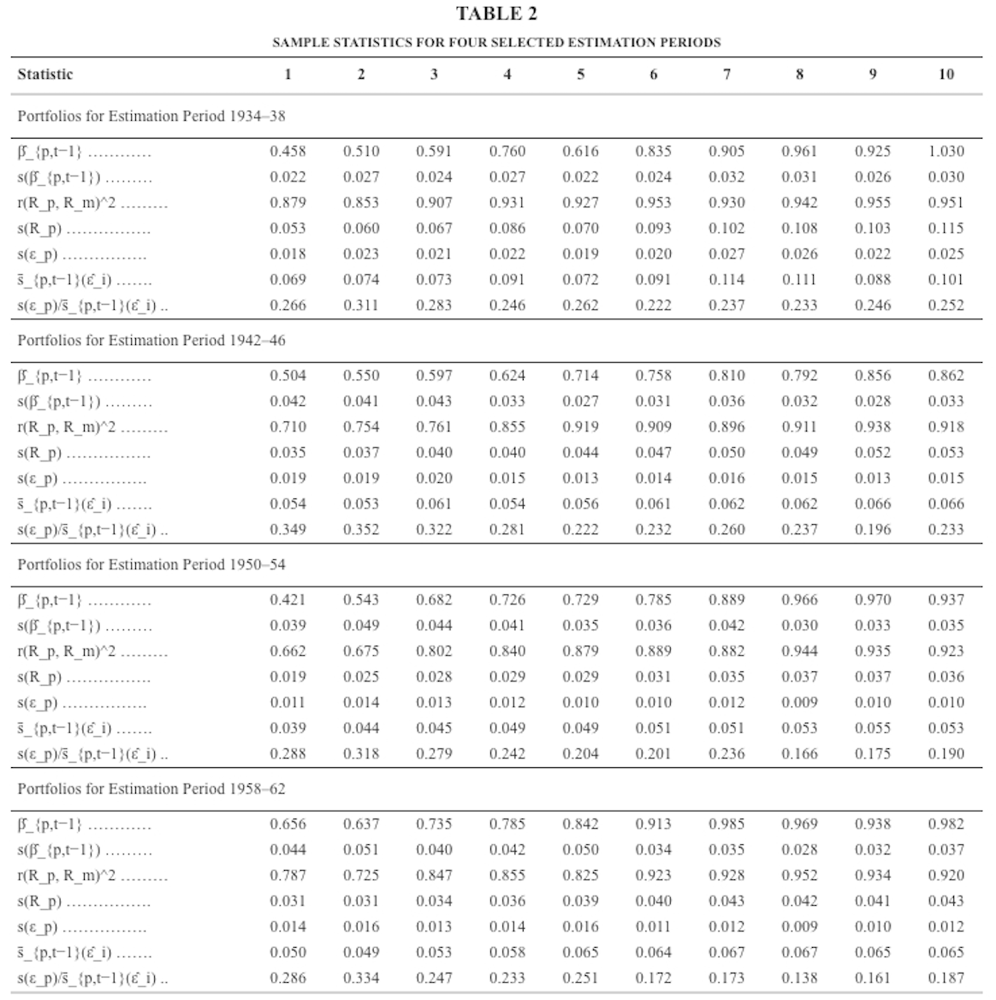 TABLE 2
SAMPLE STATISTICS FOR FOUR SELECTED ESTIMATION PERIODS
Statistic 1 2 3 4 5 6 7 8 9 10
Portfolios for Estimation Period 1934–38
β̂_{p,t−1} ............ 0.458 0.510 0.591 0.760 0.616 0.835 0.905 0.961 0.925 1.030
s(β̂_{p,t−1}) ......... 0.022 0.027 0.024 0.027 0.022 0.024 0.032 0.031 0.026 0.030
r(R_p, R_m)^2 ......... 0.879 0.853 0.907 0.931 0.927 0.953 0.930 0.942 0.955 0.951
s(R_p) ................ 0.053 0.060 0.067 0.086 0.070 0.093 0.102 0.108 0.103 0.115
s(ε_p) ................ 0.018 0.023 0.021 0.022 0.019 0.020 0.027 0.026 0.022 0.025
s̄_{p,t−1}(ε̂_i) ....... 0.069 0.074 0.073 0.091 0.072 0.091 0.114 0.111 0.088 0.101
s(ε_p)/s̄_{p,t−1}(ε̂_i) .. 0.266 0.311 0.283 0.246 0.262 0.222 0.237 0.233 0.246 0.252
Portfolios for Estimation Period 1942–46
β̂_{p,t−1} ............ 0.504 0.550 0.597 0.624 0.714 0.758 0.810 0.792 0.856 0.862
s(β̂_{p,t−1}) ......... 0.042 0.041 0.043 0.033 0.027 0.031 0.036 0.032 0.028 0.033
r(R_p, R_m)^2 ......... 0.710 0.754 0.761 0.855 0.919 0.909 0.896 0.911 0.938 0.918
s(R_p) ................ 0.035 0.037 0.040 0.040 0.044 0.047 0.050 0.049 0.052 0.053
s(ε_p) ................ 0.019 0.019 0.020 0.015 0.013 0.014 0.016 0.015 0.013 0.015
s̄_{p,t−1}(ε̂_i) ....... 0.054 0.053 0.061 0.054 0.056 0.061 0.062 0.062 0.066 0.066
s(ε_p)/s̄_{p,t−1}(ε̂_i) .. 0.349 0.352 0.322 0.281 0.222 0.232 0.260 0.237 0.196 0.233
Portfolios for Estimation Period 1950–54
β̂_{p,t−1} ............ 0.421 0.543 0.682 0.726 0.729 0.785 0.889 0.966 0.970 0.937
s(β̂_{p,t−1}) ......... 0.039 0.049 0.044 0.041 0.035 0.036 0.042 0.030 0.033 0.035
r(R_p, R_m)^2 ......... 0.662 0.675 0.802 0.840 0.879 0.889 0.882 0.944 0.935 0.923
s(R_p) ................ 0.019 0.025 0.028 0.029 0.029 0.031 0.035 0.037 0.037 0.036
s(ε_p) ................ 0.011 0.014 0.013 0.012 0.010 0.010 0.012 0.009 0.010 0.010
s̄_{p,t−1}(ε̂_i) ....... 0.039 0.044 0.045 0.049 0.049 0.051 0.051 0.053 0.055 0.053
s(ε_p)/s̄_{p,t−1}(ε̂_i) .. 0.288 0.318 0.279 0.242 0.204 0.201 0.236 0.166 0.175 0.190
Portfolios for Estimation Period 1958–62
β̂_{p,t−1} ............ 0.656 0.637 0.735 0.785 0.842 0.913 0.985 0.969 0.938 0.982
s(β̂_{p,t−1}) ......... 0.044 0.051 0.040 0.042 0.050 0.034 0.035 0.028 0.032 0.037
r(R_p, R_m)^2 ......... 0.787 0.725 0.847 0.855 0.825 0.923 0.928 0.952 0.934 0.920
s(R_p) ................ 0.031 0.031 0.034 0.036 0.039 0.040 0.043 0.042 0.041 0.043
s(ε_p) ................ 0.014 0.016 0.013 0.014 0.016 0.011 0.012 0.009 0.010 0.012
s̄_{p,t−1}(ε̂_i) ....... 0.050 0.049 0.053 0.058 0.065 0.064 0.067 0.067 0.065 0.065
s(ε_p)/s̄_{p,t−1}(ε̂_i) .. 0.286 0.334 0.247 0.233 0.251 0.172 0.173 0.138 0.161 0.187